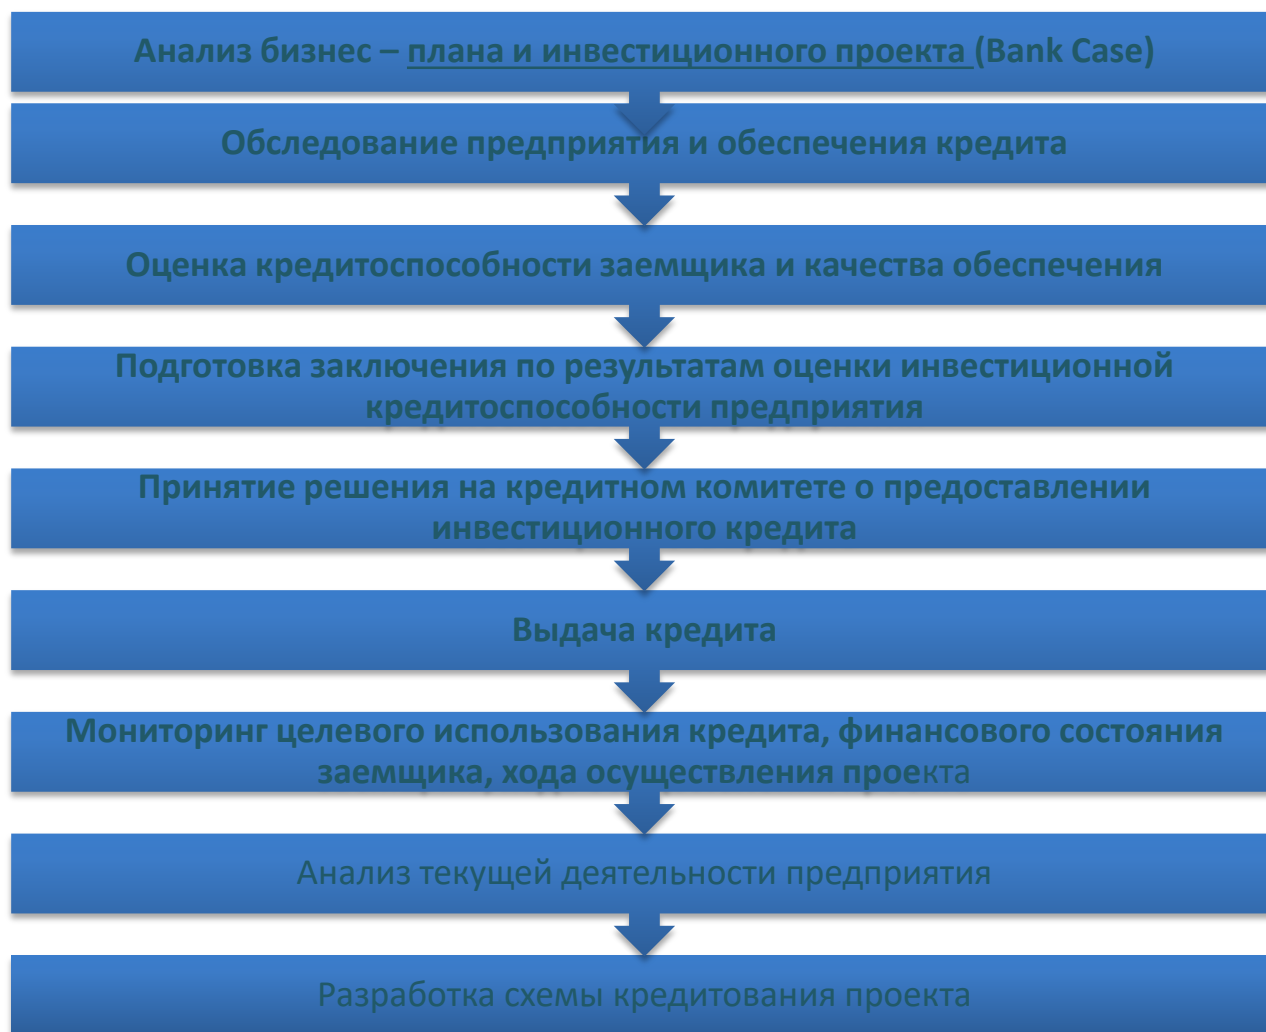 Анализ бизнес – плана и инвестиционного проекта (Bank Case)
Обследование предприятия и обеспечения кредита
Оценка кредитоспособности заемщика и качества обеспечения
Подготовка заключения по результатам оценки инвестиционной
кредитоспособности предприятия
Принятие решения на кредитном комитете о предоставлении
инвестиционного кредита
Выдача кредита
Мониторинг целевого использования кредита, финансового состояния
заемщика, хода осуществления проекта
Анализ текущей деятельности предприятия
Разработка схемы кредитования проекта